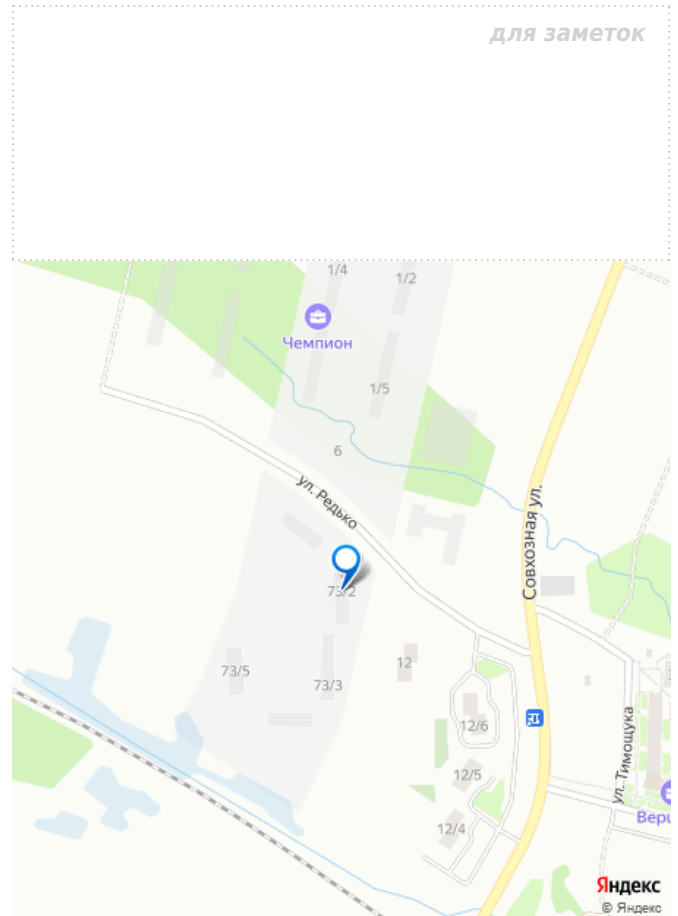 для заметок
1/4
1/2
Чемпион
1/5
6
ул. Редько
Совхозная ул.
73/2
73/5
73/3
12
12/6
12/5
12/4
ул. Тимощука
Яндекс
© Яндекс